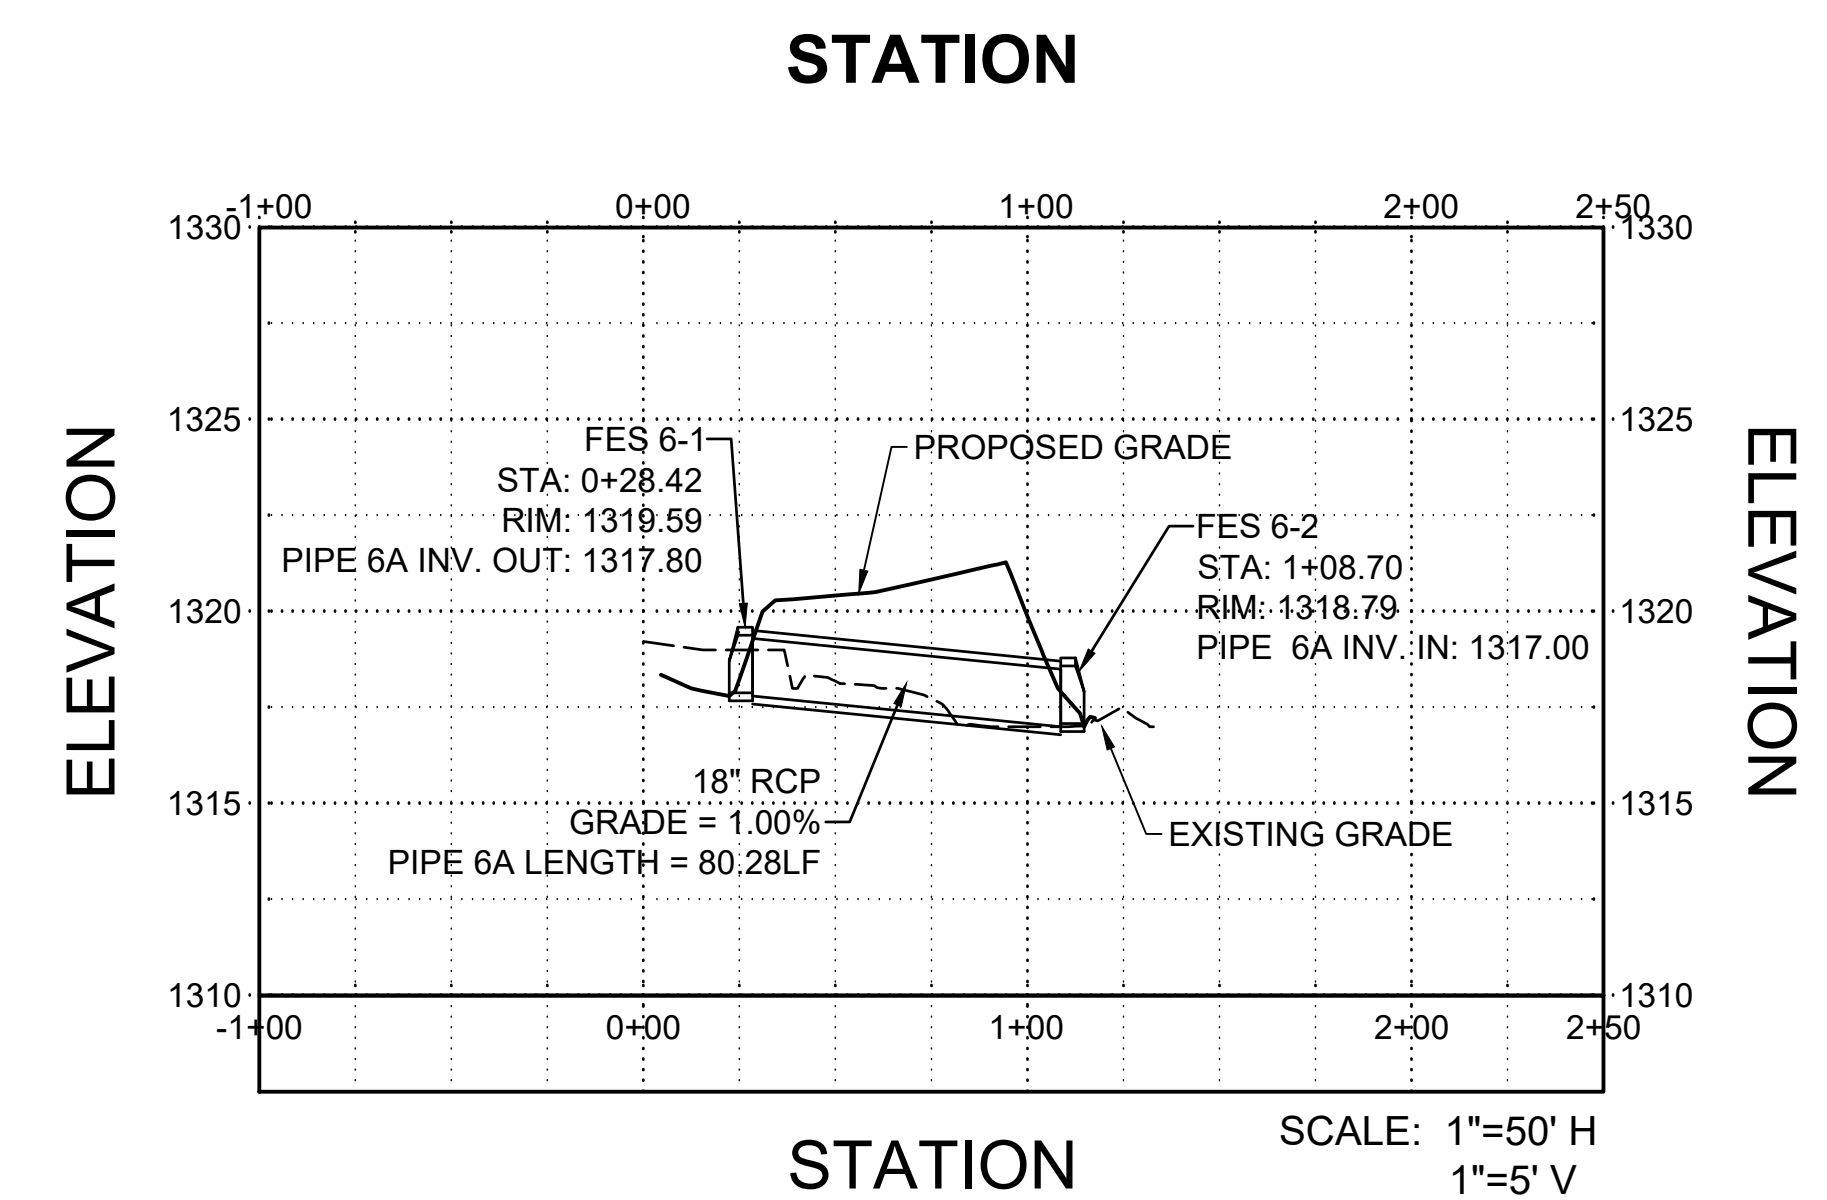 STATION
-1+00 0+00 1+00 2+00 2+50
1330 1330
ELEVATION
ELEVATION
1325 1325
FES 6-1
STA: 0+28.42
RIM: 1319.59
PIPE 6A INV. OUT: 1317.80
PROPOSED GRADE
FES 6-2
STA: 1+08.70
RIM: 1318.79
PIPE 6A INV. IN: 1317.00
1320 1320
18" RCP
GRADE = 1.00%
PIPE 6A LENGTH = 80.28LF
EXISTING GRADE
1315 1315
1310 1310
-1+00 0+00 1+00 2+00 2+50
STATION
SCALE: 1"=50' H
1"=5' V